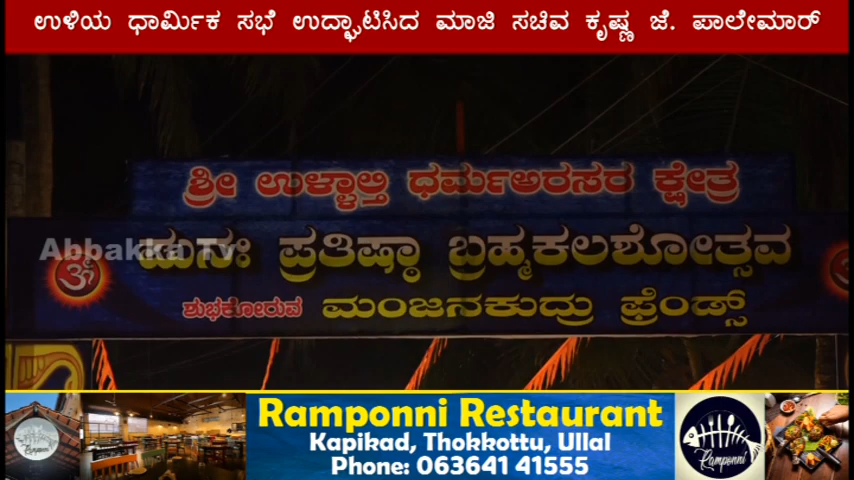 ಉಳಿಯ ಧಾರ್ಮಿಕ ಸಭೆ ಉದ್ಘಾಟಿಸಿದ ಮಾಜಿ ಸಚಿವ ಕೃಷ್ಣ ಜೆ. ಪಾಲೇಮಾರ್
ಶ್ರೀ ಉಳ್ಳಾಲ್ತಿ ಧರ್ಮಅರಸರ ಕ್ಷೇತ್ರ
Abbakka Tv
ಪುನಃ ಪ್ರತಿಷ್ಠಾ ಬ್ರಹ್ಮಕಲಶೋತ್ಸವ
ಶುಭಕೋರುವ ಮಂಜನಕುದ್ರು ಫ್ರೆಂಡ್ಸ್
Ramponni Restaurant
Kapikad, Thokkottu, Ullal
Phone: 063641 41555
Ramponni
Ramponni